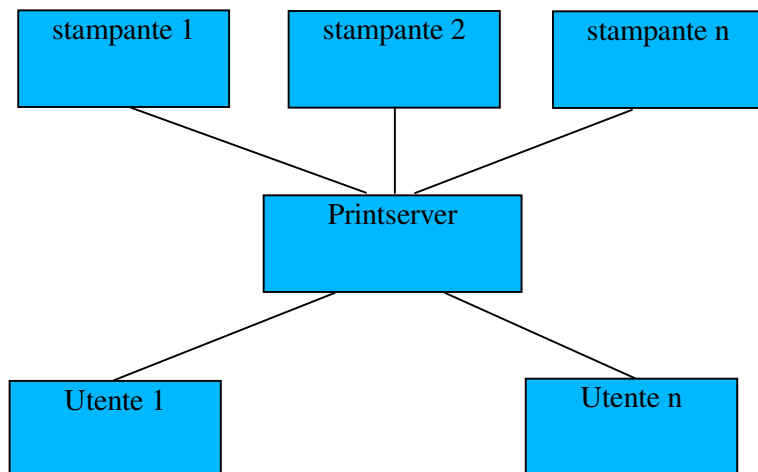 stampante 1
stampante 2
stampante n
Printserver
Utente 1
Utente n